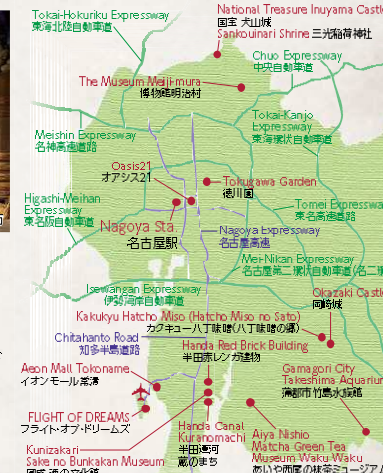 National Treasure Inuyama Castle
国宝 犬山城
Sankouinari Shrine 三光稲荷神社
Tokai-Hokuriku Expressway
東海北陸自動車道
Chuo Expressway
中央自動車道
The Museum Meiji-mura
博物館明治村
Tokai-Kanjo
Expressway
東海環状自動車道
Meishin Expressway
名神高速道路
Oasis21
オアシス21
Tokugawa Garden
徳川園
Higashi-Meihan
Expressway
東名阪自動車道
Tomei Expressway
東名高速道路
Nagoya Sta.
名古屋駅
Nagoya Expressway
名古屋高速
Mei-Nikan Expressway
名古屋第二環状自動車道(名二環
Isewangan Expressway
伊勢湾岸自動車道
Okazaki Castle
岡崎城
Kakukyu Hatcho Miso (Hatcho Miso no Sato)
カクキュー八丁味噌(八丁味噌の郷)
Chitahanto Road
知多半島道路
Handa Red Brick Building
半田赤レンガ建物
Aeon Mall Tokoname
イオンモール常滑
Gamagori City
Takeshima Aquarium
蒲郡市竹島水族館
FLIGHT OF DREAMS
フライト・オブ・ドリームズ
Handa Canal
Kuranomachi
半田運河
蔵のまち
Kunizakari
Sake no Bunkakan Museum
Aiya Nishio
Matcha Green Tea
Museum Waku Waku